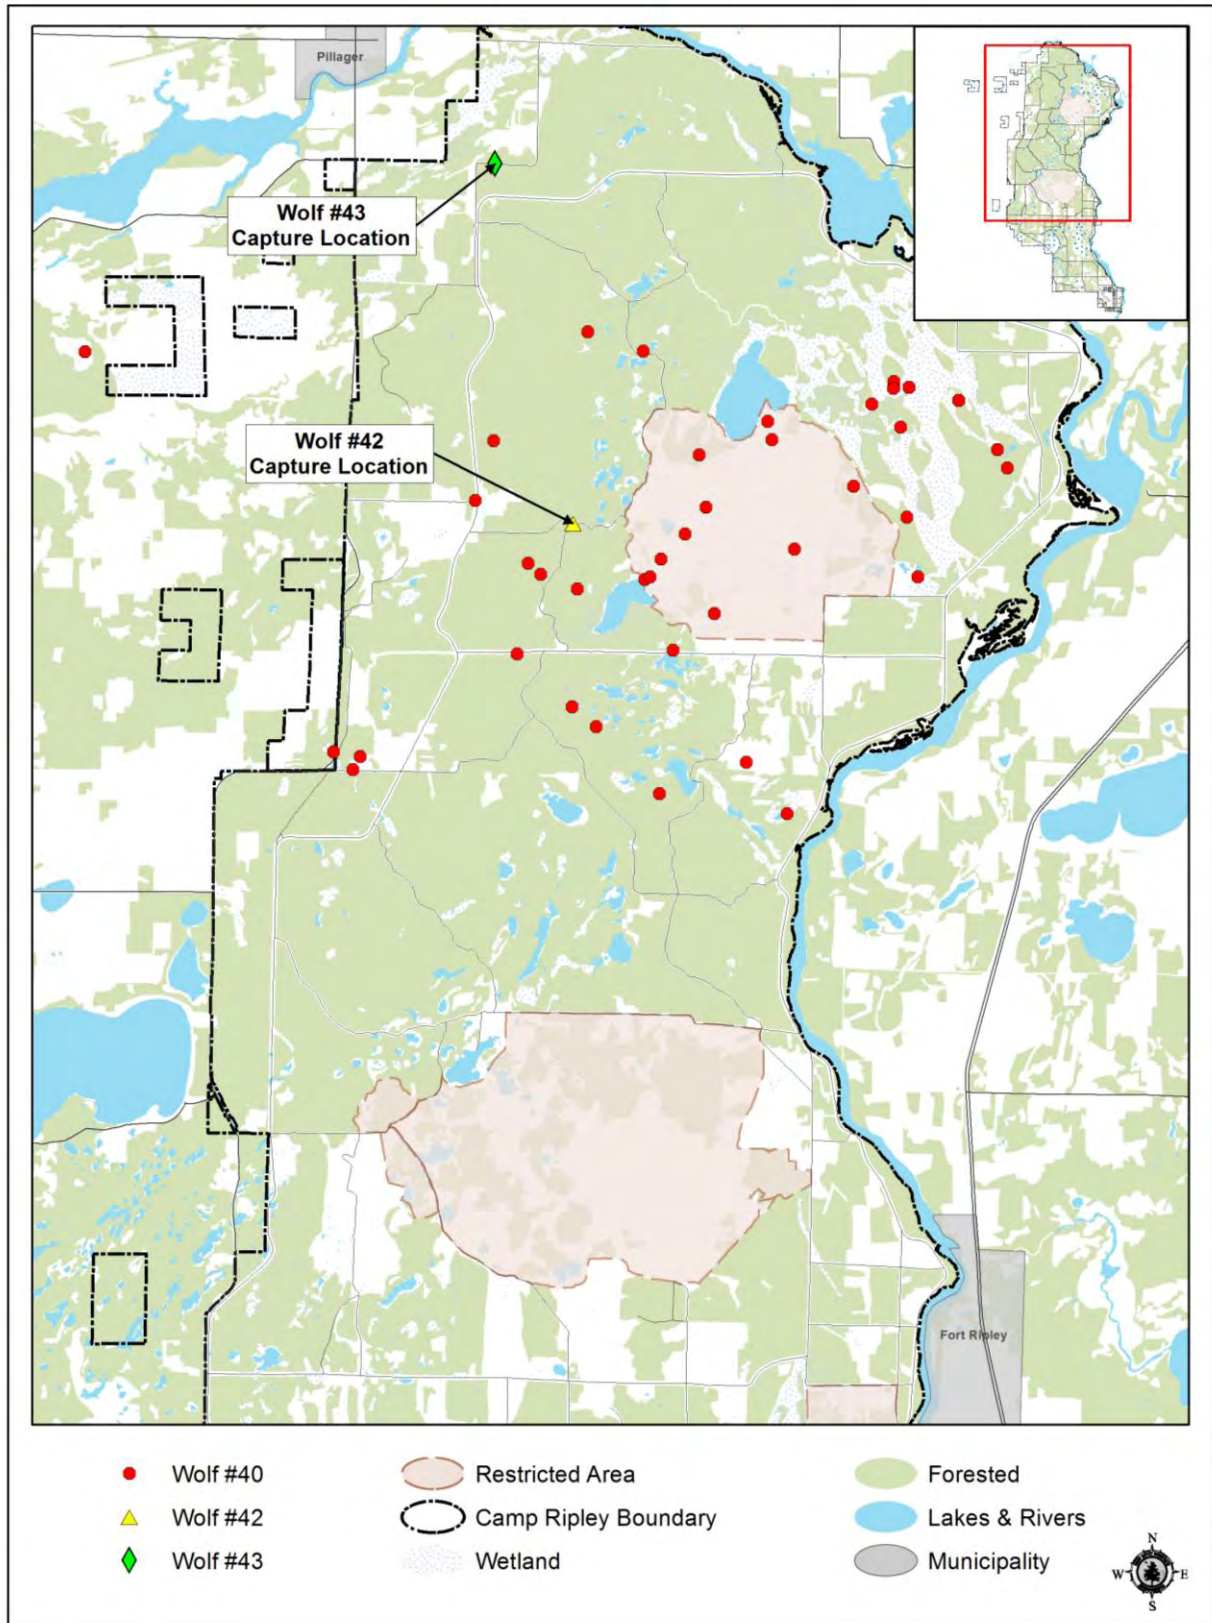 Pillager
Wolf #43
Capture Location
Wolf #42
Capture Location
Fort Ripley
Wolf #40
Restricted Area
Forested
Wolf #42
Camp Ripley Boundary
Lakes & Rivers
Wolf #43
Wetland
Municipality
N
W E
S